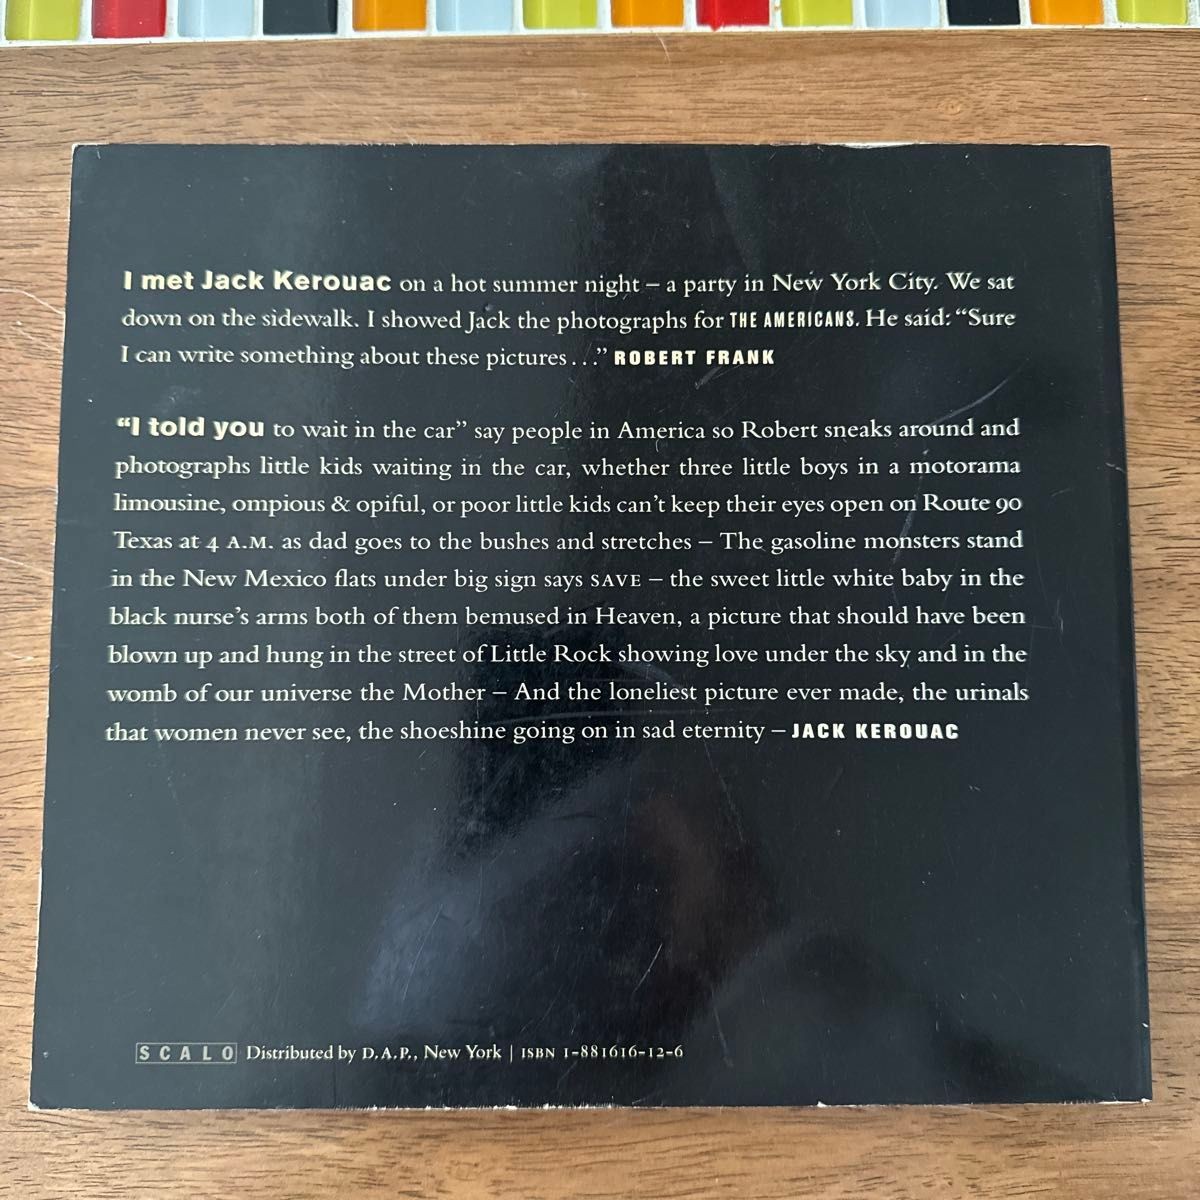 I met Jack Kerouac on a hot summer night – a party in New York City. We sat
down on the sidewalk. I showed Jack the photographs for THE AMERICANS. He said: “Sure
I can write something about these pictures . . .” ROBERT FRANK
“I told you to wait in the car” say people in America so Robert sneaks around and
photographs little kids waiting in the car, whether three little boys in a motorama
limousine, ompious & opiful, or poor little kids can’t keep their eyes open on Route 90
Texas at 4 A.M. as dad goes to the bushes and stretches – The gasoline monsters stand
in the New Mexico flats under big sign says SAVE – the sweet little white baby in the
black nurse’s arms both of them bemused in Heaven, a picture that should have been
blown up and hung in the street of Little Rock showing love under the sky and in the
womb of our universe the Mother – And the loneliest picture ever made, the urinals
that women never see, the shoeshine going on in sad eternity – JACK KEROUAC
SCALO Distributed by D.A.P., New York | ISBN 1-881616-12-6